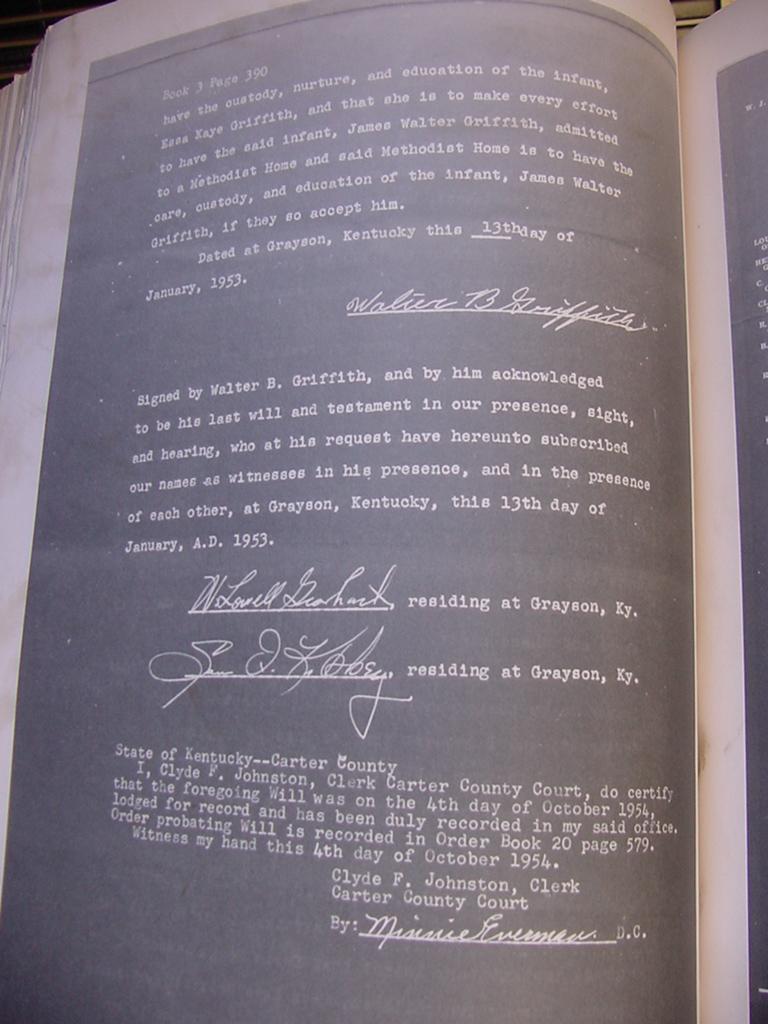 Book 3 Page 390
have the custody, nurture, and education of the infant,
Essa Kaye Griffith, and that she is to make every effort
to have the said infant, James Walter Griffith, admitted
to a Methodist Home and said Methodist Home is to have the
care, custody, and education of the infant, James Walter
Griffith, if they so accept him.
Dated at Grayson, Kentucky this 13th day of
January, 1953.
Walter B Griffith
Signed by Walter B. Griffith, and by him acknowledged
to be his last will and testament in our presence, sight,
and hearing, who at his request have hereunto subscribed
our names as witnesses in his presence, and in the presence
of each other, at Grayson, Kentucky, this 13th day of
January, A.D. 1953.
residing at Grayson, Ky.
residing at Grayson, Ky.
State of Kentucky--Carter County
I, Clyde F. Johnston, Clerk Carter County Court, do certify
that the foregoing Will was on the 4th day of October 1954,
lodged for record and has been duly recorded in my said office.
Order probating Will is recorded in Order Book 20 page 579.
Witness my hand this 4th day of October 1954.
Clyde F. Johnston, Clerk
Carter County Court
By: Minnie Everman D.C.
W. J.